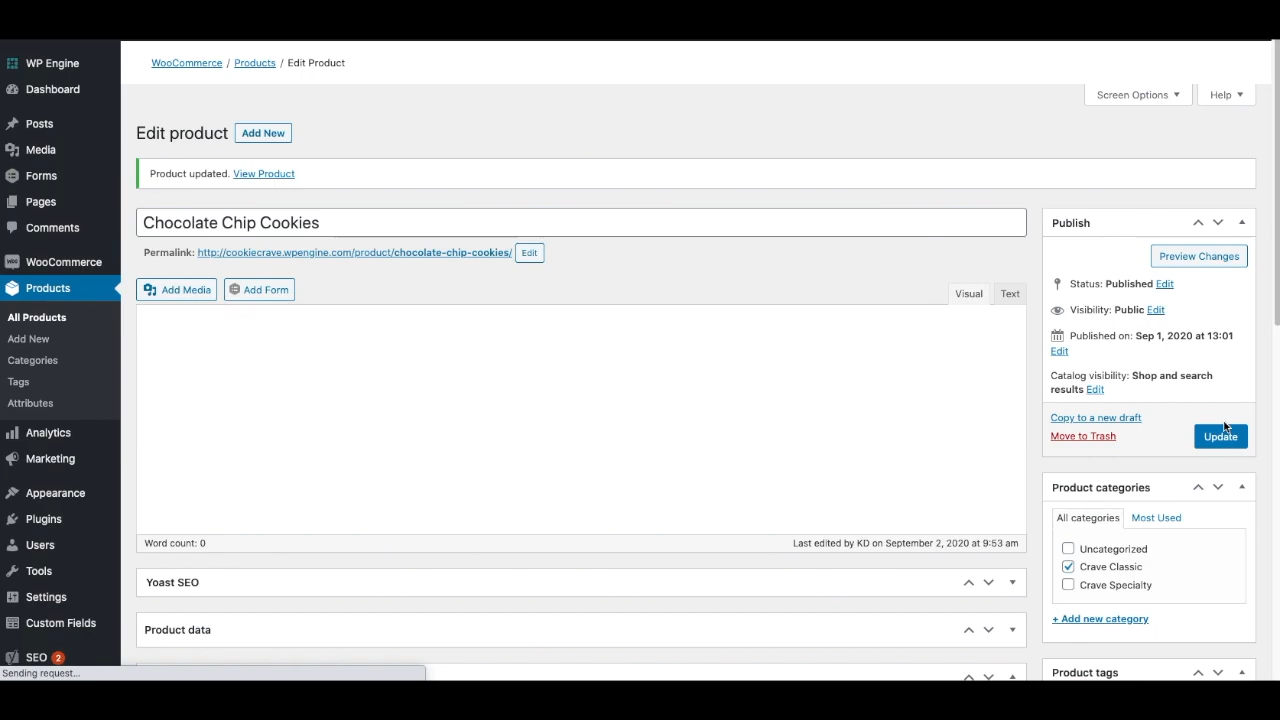 WP Engine
Dashboard
Posts
Media
Forms
Pages
Comments
WooCommerce
Products
All Products
Add New
Categories
Tags
Attributes
Analytics
Marketing
Appearance
Plugins
Users
Tools
Settings
Custom Fields
SEO 2
Sending request...
WooCommerce / Products / Edit Product
Screen Options
Help
Edit product Add New
Product updated. View Product
Chocolate Chip Cookies
Permalink: http://cookiecrave.wpengine.com/product/chocolate-chip-cookies/ Edit
Add Media Add Form
Visual Text
Word count: 0
Last edited by KD on September 2, 2020 at 9:53 am
Yoast SEO
Product data
Publish
Preview Changes
Status: Published Edit
Visibility: Public Edit
Published on: Sep 1, 2020 at 13:01
Edit
Catalog visibility: Shop and search
results Edit
Copy to a new draft
Move to Trash
Update
Product categories
All categories Most Used
Uncategorized
Crave Classic
Crave Specialty
+ Add new category
Product tags